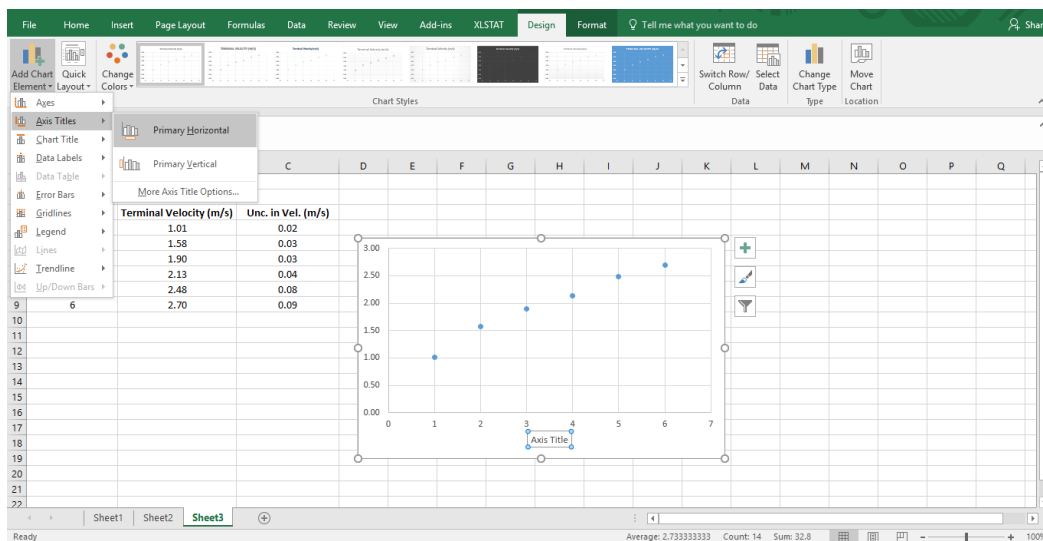 File Home Insert Page Layout Formulas Data Review View Add-ins XLSTAT Design Format Tell me what you want to do Shar
Add Chart Element Quick Layout Change Colors Switch Row/ Column Select Data Change Chart Type Move Chart
Chart Styles Data Type Location
Axes
Axis Titles
Chart Title
Data Labels
Data Table
Error Bars
Gridlines
Legend
Lines
Trendline
Up/Down Bars
Primary Horizontal
Primary Vertical
More Axis Title Options...
C D E F G H I J K L M N O P Q
Terminal Velocity (m/s) Unc. in Vel. (m/s)
1.01 0.02
1.58 0.03
1.90 0.03
2.13 0.04
2.48 0.08
9 6 2.70 0.09
10
11
12
13
14
15
16
17
18
19
20
21
22
3.00
2.50
2.00
1.50
1.00
0.50
0.00
0 1 2 3 4 5 6 7
Axis Title
Sheet1 Sheet2 Sheet3
Ready Average: 2.733333333 Count: 14 Sum: 32.8 100%